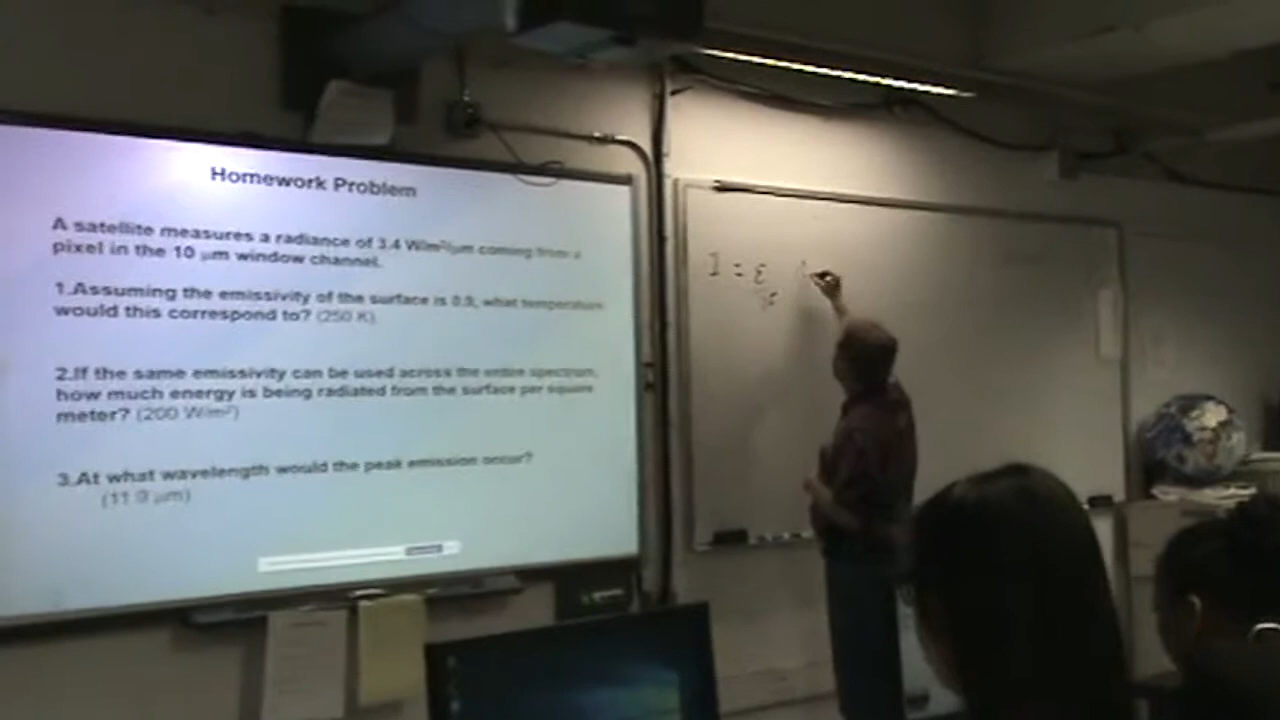 Homework Problem
A satellite measures a radiance of 3.4 W/m²/μm coming from a
pixel in the 10 μm window channel.
1.Assuming the emissivity of the surface is 0.9, what temperature
would this correspond to? (250 K)
2.If the same emissivity can be used across the entire spectrum,
how much energy is being radiated from the surface per square
meter? (200 W/m²)
3.At what wavelength would the peak emission occur?
(11.9 μm)
I = ε